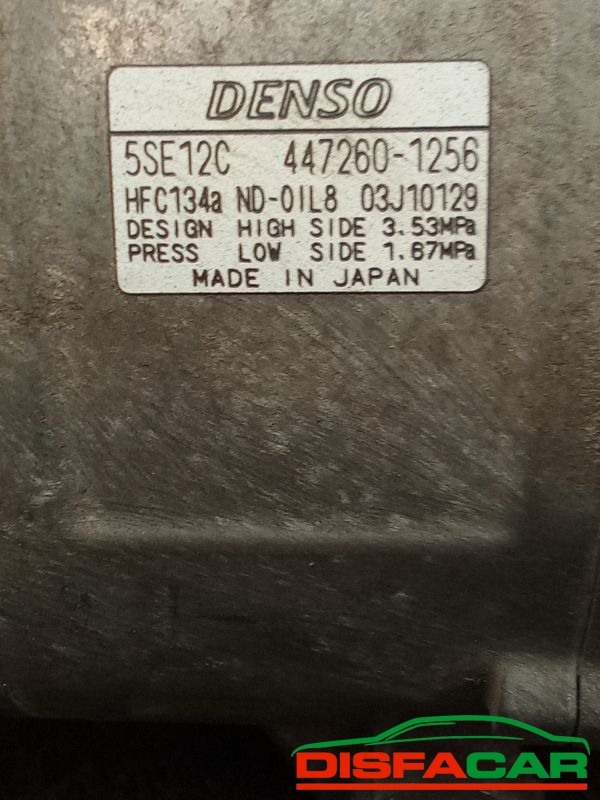 DENSO
5SE12C 447260-1256
HFC134a ND-OIL8 03J10129
DESIGN HIGH SIDE 3.53MPa
PRESS LOW SIDE 1.67MPa
MADE IN JAPAN
DISFACAR